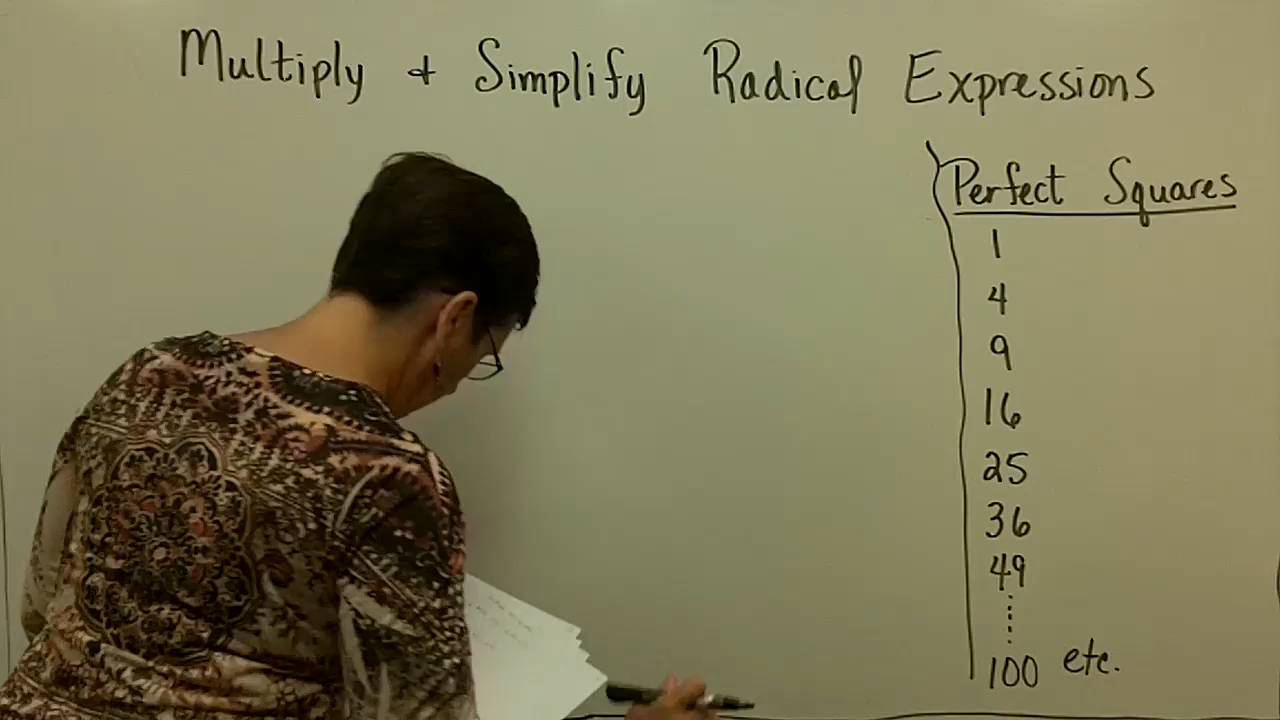 Multiply + Simplify Radical Expressions
Perfect Squares
1
4
9
16
25
36
49
100 etc.